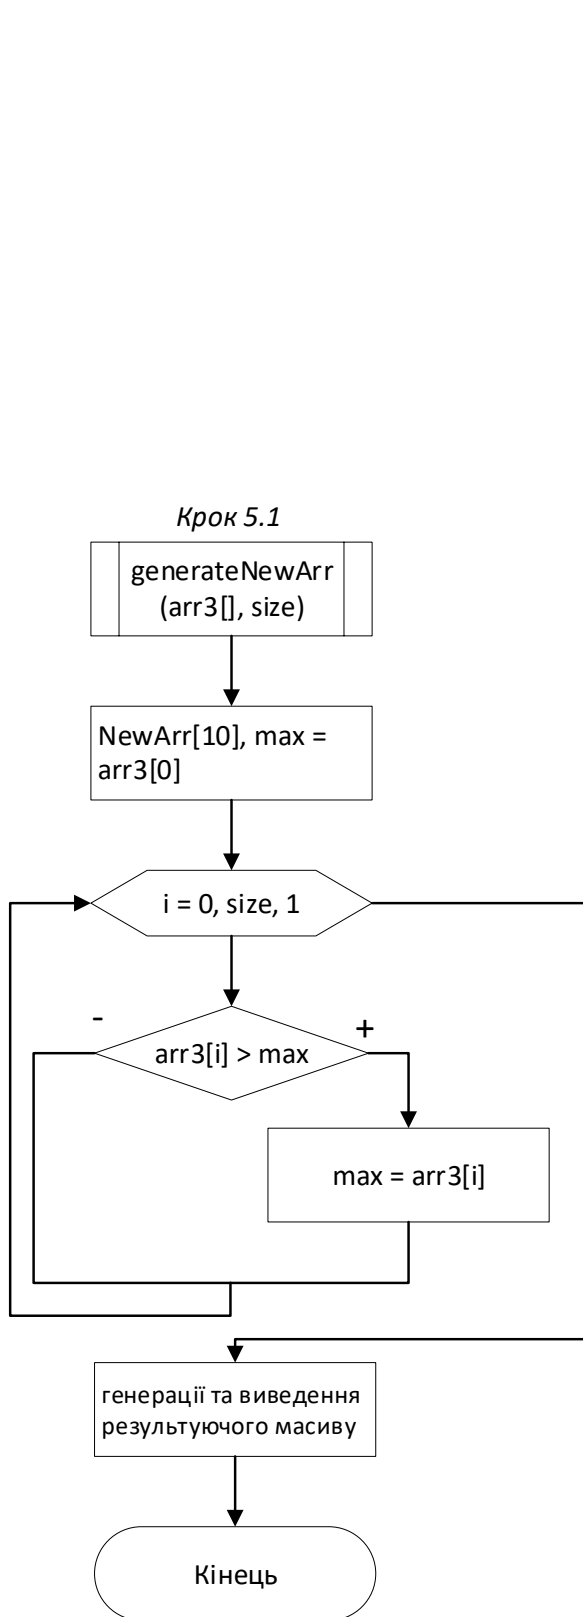 Крок 5.1
generateNewArr
(arr3[], size)
NewArr[10], max =
arr3[0]
i = 0, size, 1
-
+
arr3[i] > max
max = arr3[i]
генерації та виведення
результуючого масиву
Кінець